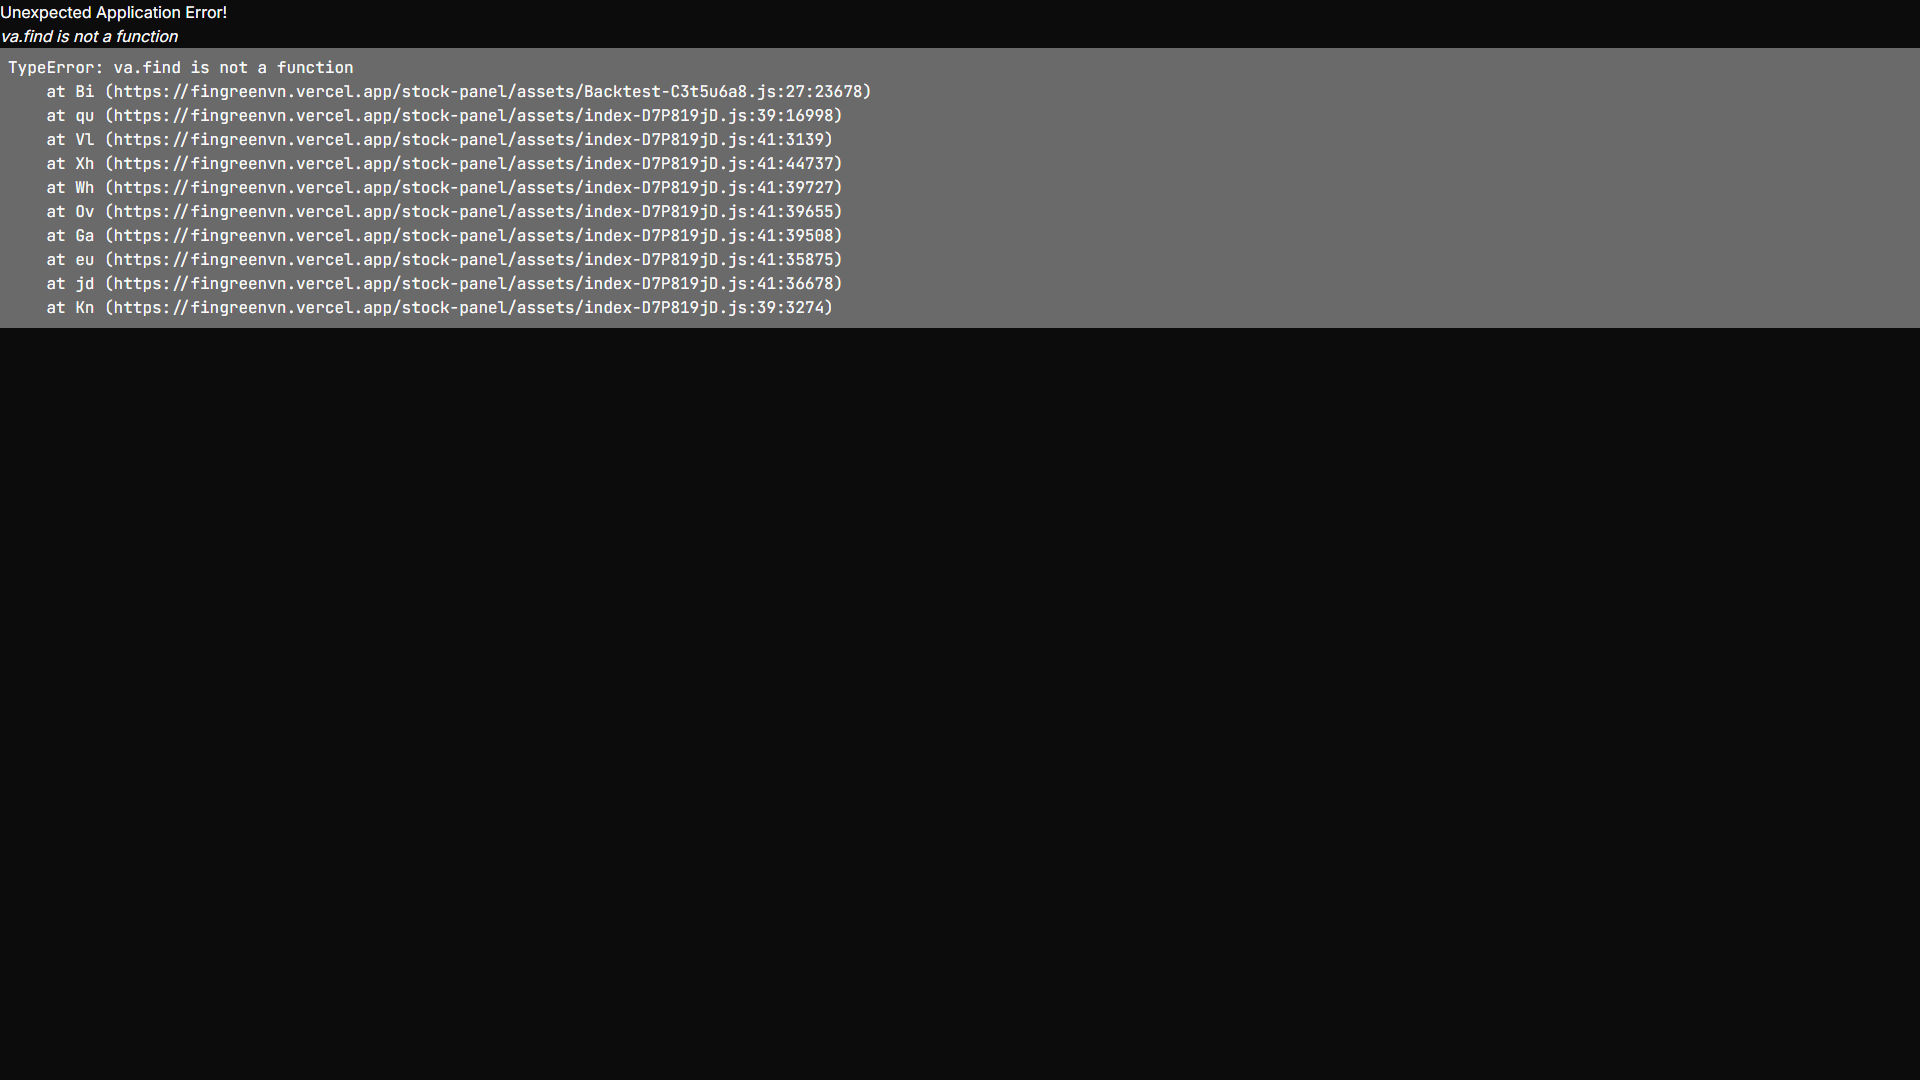 Unexpected Application Error!
va.find is not a function
TypeError: va.find is not a function
    at Bi (https://fingreenvn.vercel.app/stock-panel/assets/Backtest-C3t5u6a8.js:27:23678)
    at qu (https://fingreenvn.vercel.app/stock-panel/assets/index-D7P819jD.js:39:16998)
    at Vl (https://fingreenvn.vercel.app/stock-panel/assets/index-D7P819jD.js:41:3139)
    at Xh (https://fingreenvn.vercel.app/stock-panel/assets/index-D7P819jD.js:41:44737)
    at Wh (https://fingreenvn.vercel.app/stock-panel/assets/index-D7P819jD.js:41:39727)
    at Ov (https://fingreenvn.vercel.app/stock-panel/assets/index-D7P819jD.js:41:39655)
    at Ga (https://fingreenvn.vercel.app/stock-panel/assets/index-D7P819jD.js:41:39508)
    at eu (https://fingreenvn.vercel.app/stock-panel/assets/index-D7P819jD.js:41:35875)
    at jd (https://fingreenvn.vercel.app/stock-panel/assets/index-D7P819jD.js:41:36678)
    at Kn (https://fingreenvn.vercel.app/stock-panel/assets/index-D7P819jD.js:39:3274)